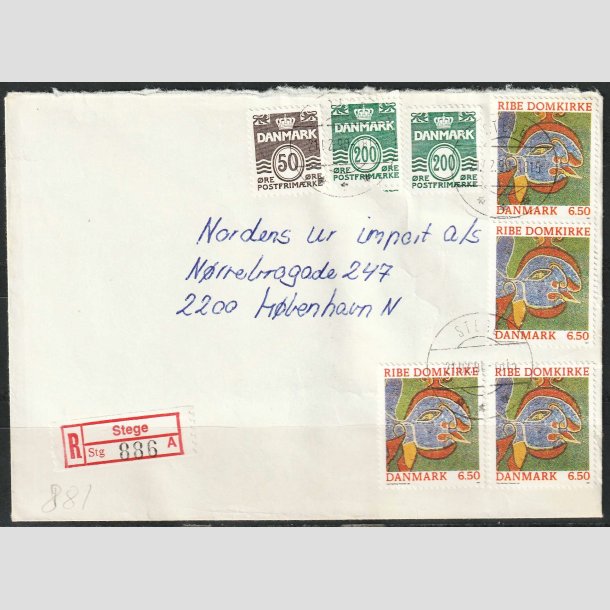 DANMARK
50
ØRE ØRE
POSTFRIMÆRKE
DANMARK
200
ØRE ØRE
POSTFRIMÆRKE
DANMARK
200
ØRE ØRE
POSTFRIMÆRKE
RIBE DOMKIRKE
DANMARK 6.50
RIBE DOMKIRKE
DANMARK 6.50
Nordens Ur import a/s
Nørrebrogade 247
2200 København N
RIBE DOMKIRKE
DANMARK 6.50
RIBE DOMKIRKE
DANMARK 6.50
R Stege
Stg 886 A
881